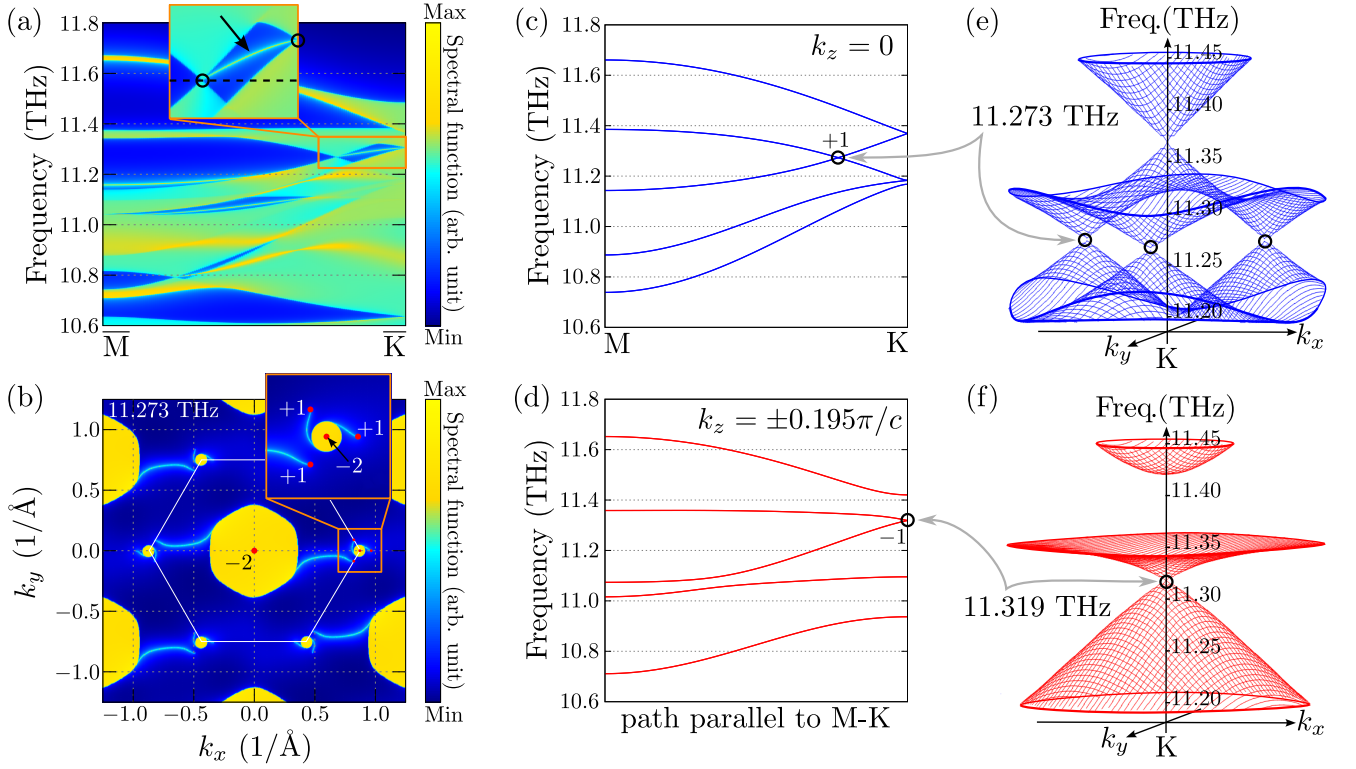 (a)
11.8
11.6
11.4
11.2
11.0
10.8
10.6
Frequency (THz)
M
K
Max
Spectral function (arb. unit)
Min
(b)
11.273 THz
1.0
0.5
0.0
−0.5
−1.0
k_y (1/Å)
−1.0
−0.5
0.0
0.5
1.0
k_x (1/Å)
+1
+1
+1
−2
−2
Max
Spectral function (arb. unit)
Min
(c)
k_z = 0
11.8
11.6
11.4
11.2
11.0
10.8
10.6
Frequency (THz)
+1
M
K
11.273 THz
(d)
k_z = ±0.195π/c
11.8
11.6
11.4
11.2
11.0
10.8
10.6
Frequency (THz)
−1
path parallel to M-K
11.319 THz
(e)
Freq.(THz)
11.45
11.40
11.35
11.30
11.25
11.20
k_y
K
k_x
(f)
Freq.(THz)
11.45
11.40
11.35
11.30
11.25
11.20
k_y
K
k_x